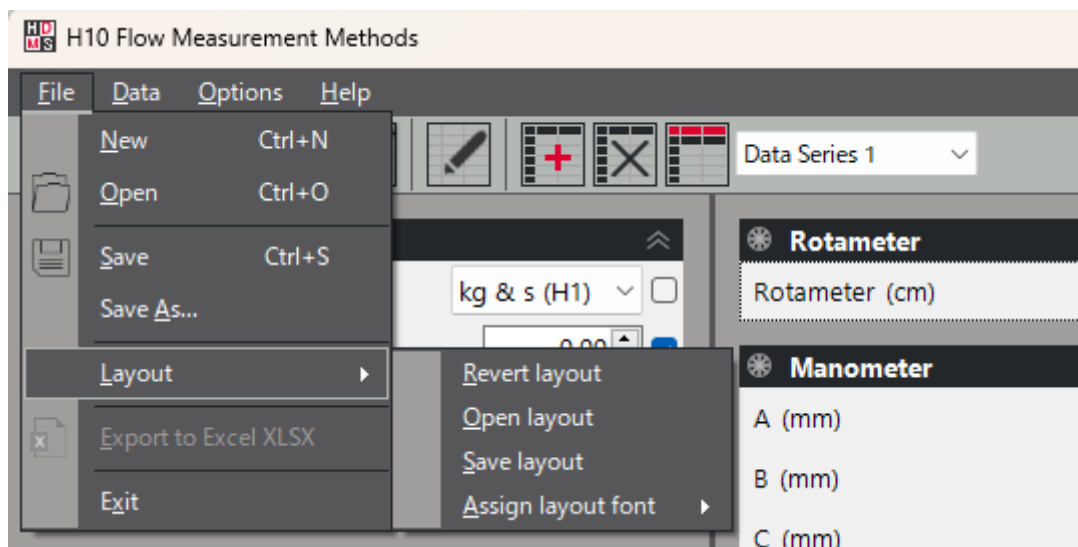 HD
MS
H10 Flow Measurement Methods
File Data Options Help
New Ctrl+N
Open Ctrl+O
Save Ctrl+S
Save As...
Layout
Export to Excel XLSX
Exit
Revert layout
Open layout
Save layout
Assign layout font
Data Series 1
kg & s (H1)
Rotameter
Rotameter (cm)
Manometer
A (mm)
B (mm)
C (mm)